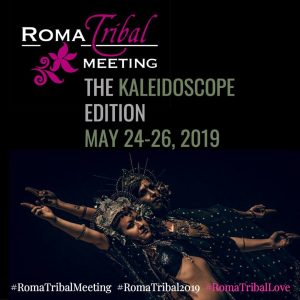 ROMA Tribal
MEETING
THE KALEIDOSCOPE
EDITION
MAY 24-26, 2019
#RomaTribalMeeting #RomaTribal2019 #RomaTribalLove